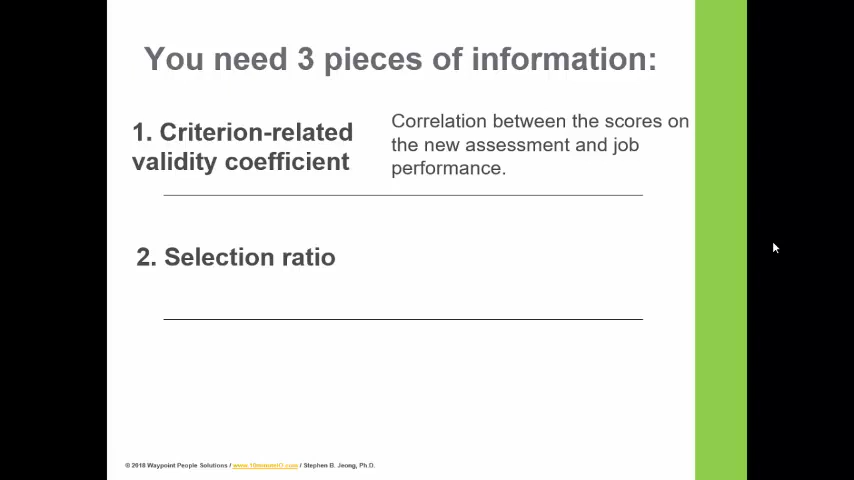 You need 3 pieces of information:
1. Criterion-related
validity coefficient
Correlation between the scores on
the new assessment and job
performance.
2. Selection ratio
© 2018 Waypoint People Solutions / www.10minuteIO.com / Stephen B. Jeong, Ph.D.